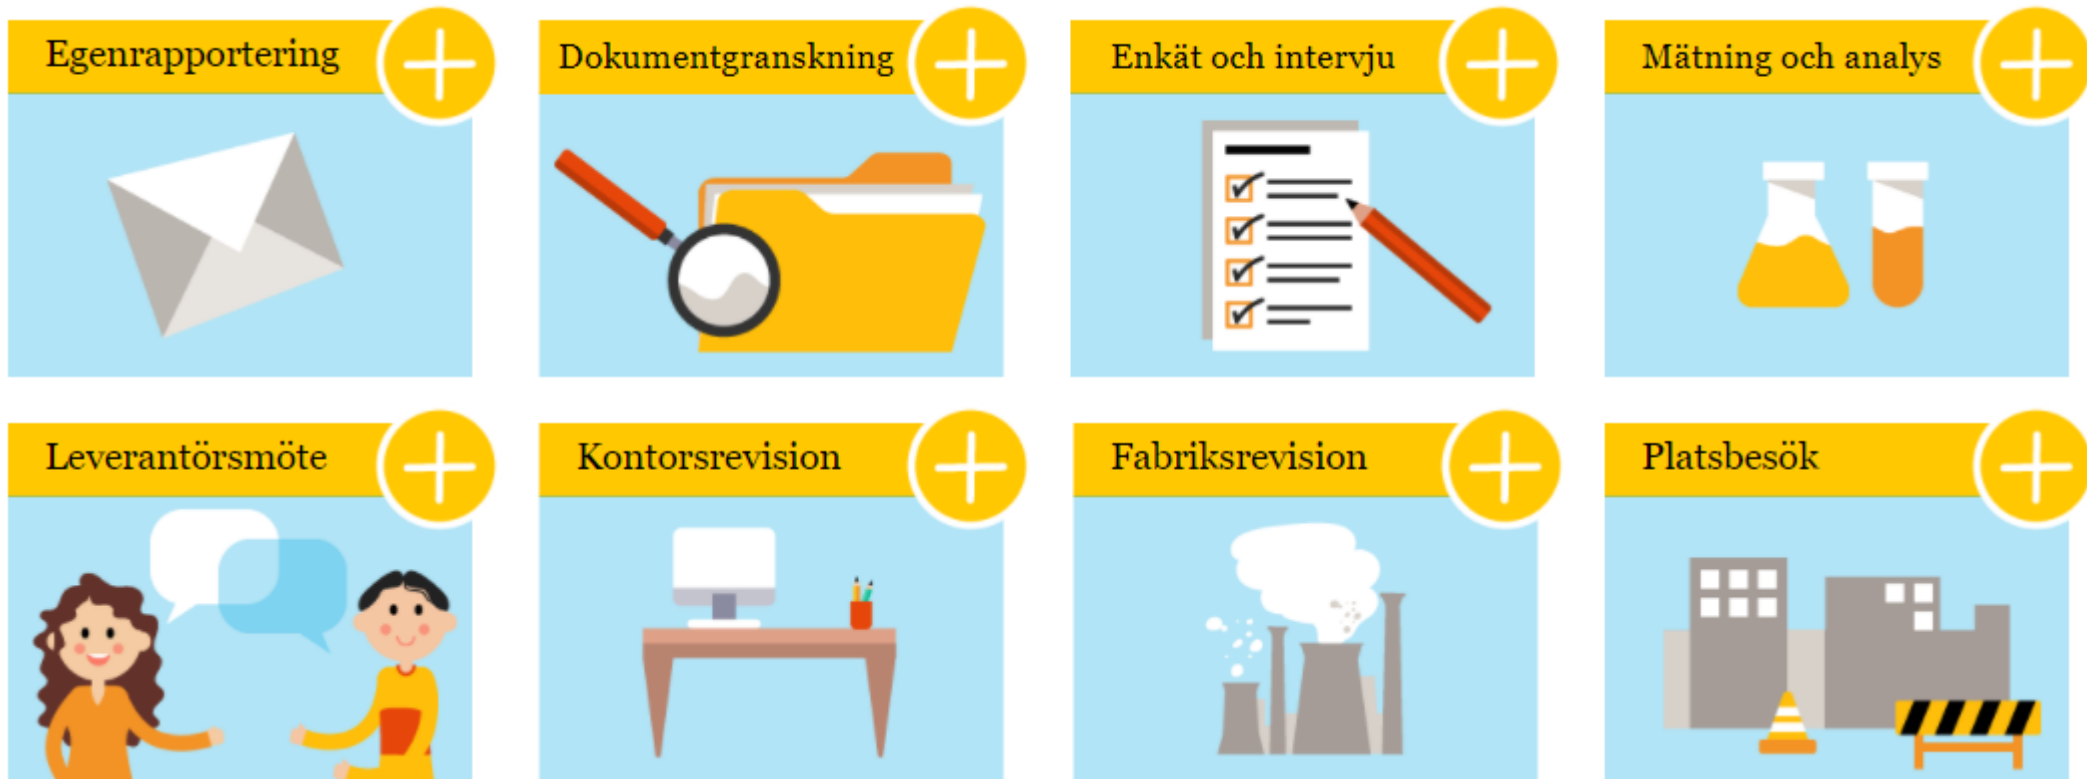 Egenrapportering
Dokumentgranskning
Enkät och intervju
Mätning och analys
Leverantörsmöte
Kontorsrevision
Fabriksrevision
Platsbesök